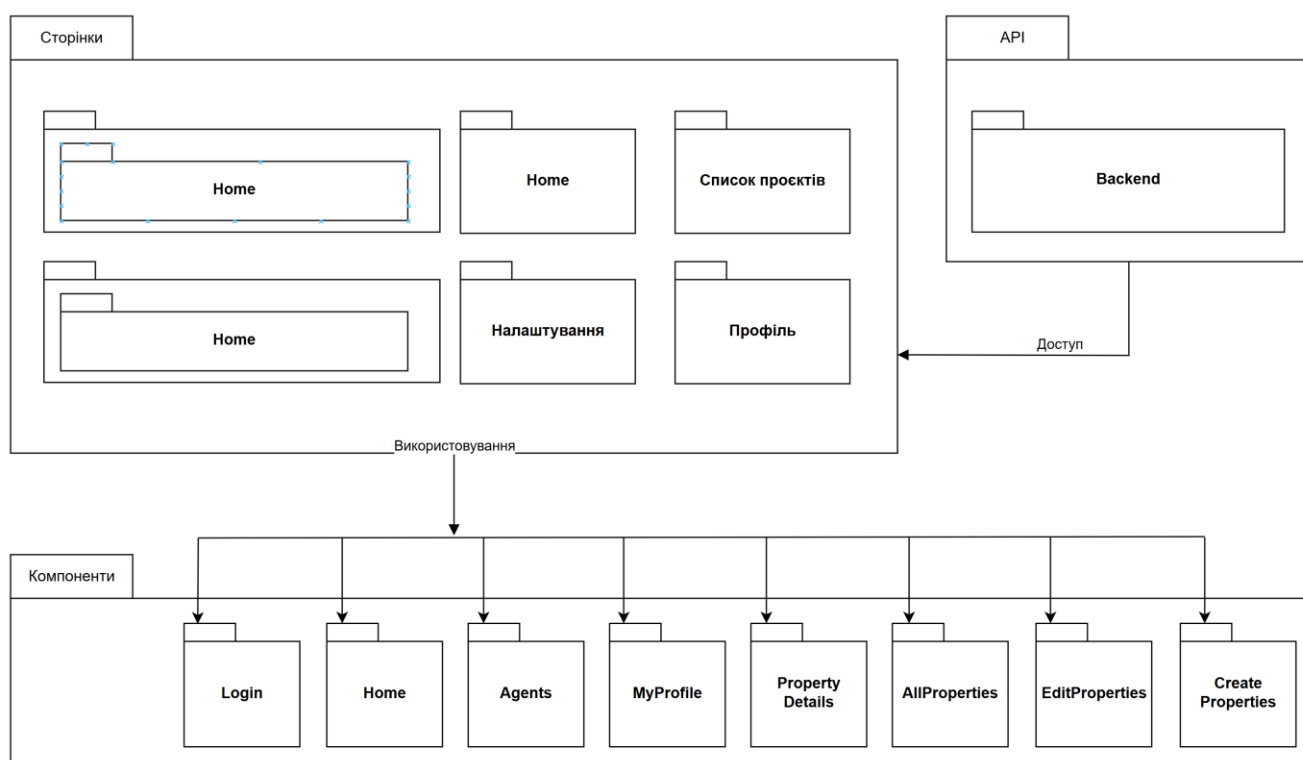 Сторінки
API
Home
Home
Список проєктів
Backend
Home
Налаштування
Профіль
Доступ
Використовування
Компоненти
Login
Home
Agents
MyProfile
Property
Details
AllProperties
EditProperties
Create
Properties